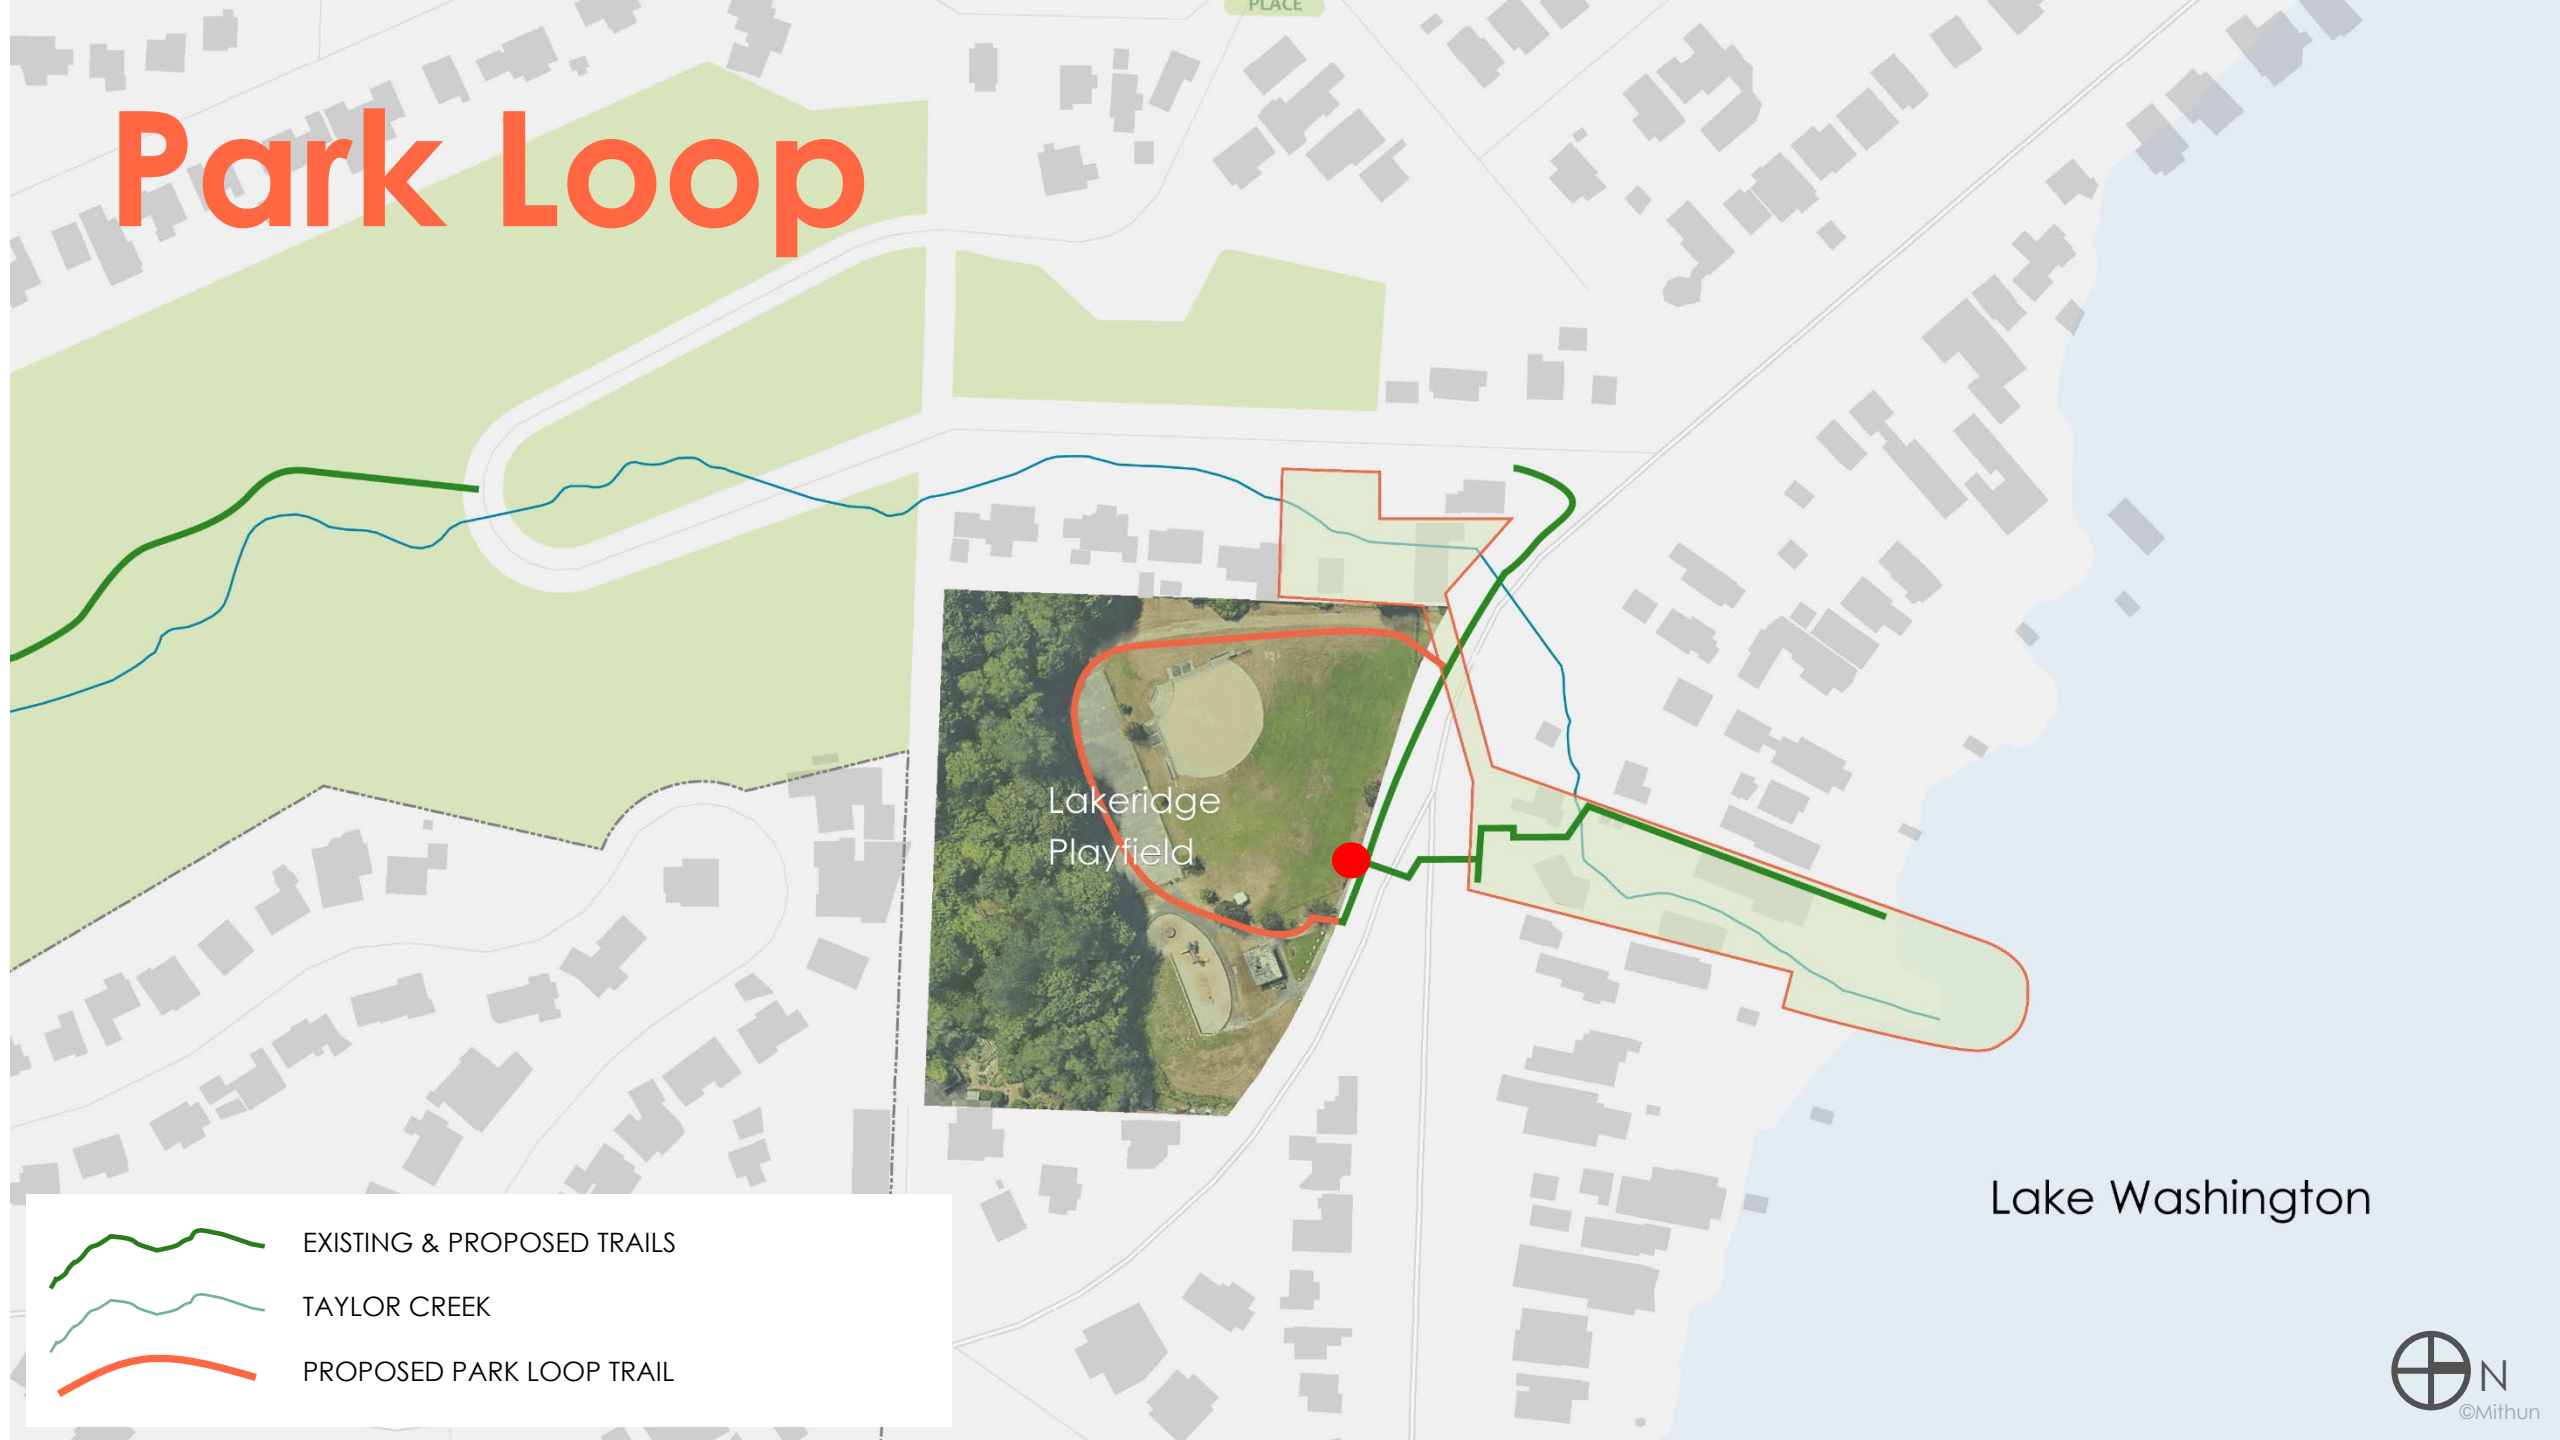 PLACE
Park Loop
Lakeridge
Playfield
Lake Washington
EXISTING & PROPOSED TRAILS
TAYLOR CREEK
PROPOSED PARK LOOP TRAIL
N
©Mithun